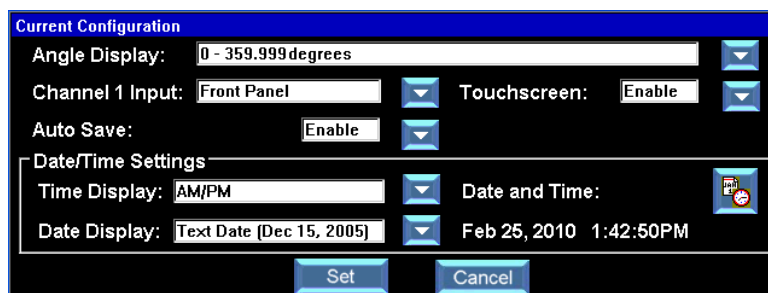 Current Configuration
Angle Display: 0 - 359.999degrees
Channel 1 Input: Front Panel Touchscreen: Enable
Auto Save: Enable
Date/Time Settings
Time Display: AM/PM Date and Time:
Date Display: Text Date (Dec 15, 2005) Feb 25, 2010 1:42:50PM
Set Cancel